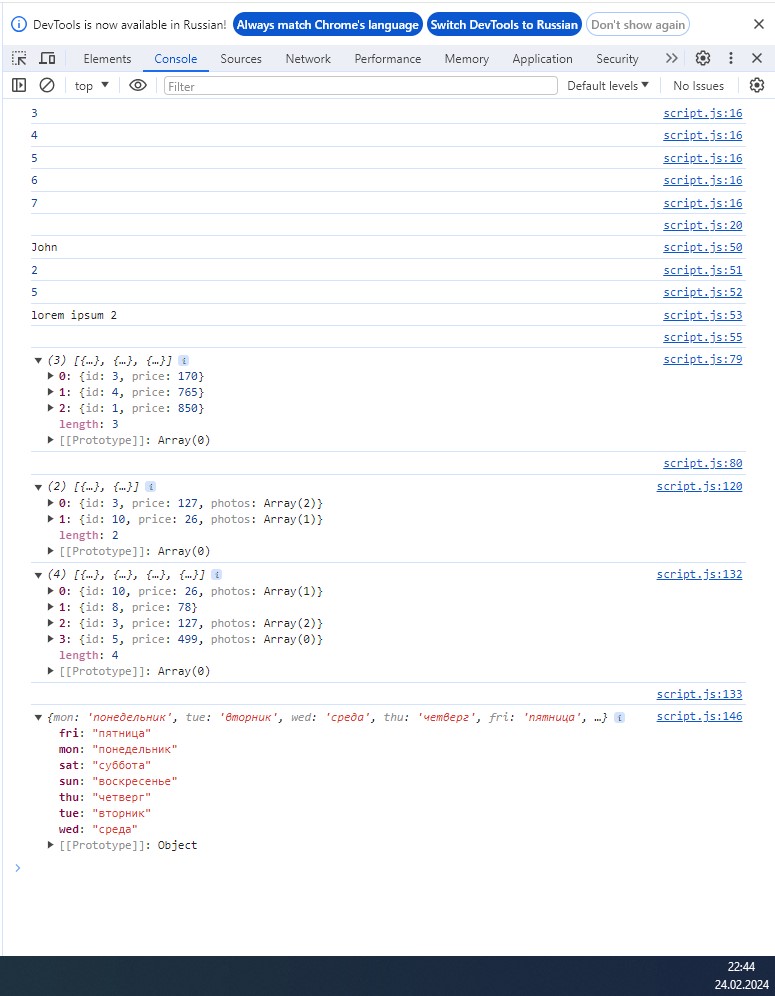 DevTools is now available in Russian! Always match Chrome's language Switch DevTools to Russian Don't show again
Elements Console Sources Network Performance Memory Application Security
top Filter Default levels No Issues
3 script.js:16
4 script.js:16
5 script.js:16
6 script.js:16
7 script.js:16
script.js:20
John script.js:50
2 script.js:51
5 script.js:52
lorem ipsum 2 script.js:53
script.js:55
(3) [{…}, {…}, {…}] script.js:79
0: {id: 3, price: 170}
1: {id: 4, price: 765}
2: {id: 1, price: 850}
length: 3
[[Prototype]]: Array(0)
script.js:80
(2) [{…}, {…}] script.js:120
0: {id: 3, price: 127, photos: Array(2)}
1: {id: 10, price: 26, photos: Array(1)}
length: 2
[[Prototype]]: Array(0)
(4) [{…}, {…}, {…}, {…}] script.js:132
0: {id: 10, price: 26, photos: Array(1)}
1: {id: 8, price: 78}
2: {id: 3, price: 127, photos: Array(2)}
3: {id: 5, price: 499, photos: Array(0)}
length: 4
[[Prototype]]: Array(0)
script.js:133
{mon: 'понедельник', tue: 'вторник', wed: 'среда', thu: 'четверг', fri: 'пятница', …} script.js:146
fri: "пятница"
mon: "понедельник"
sat: "суббота"
sun: "воскресенье"
thu: "четверг"
tue: "вторник"
wed: "среда"
[[Prototype]]: Object
22:44
24.02.2024